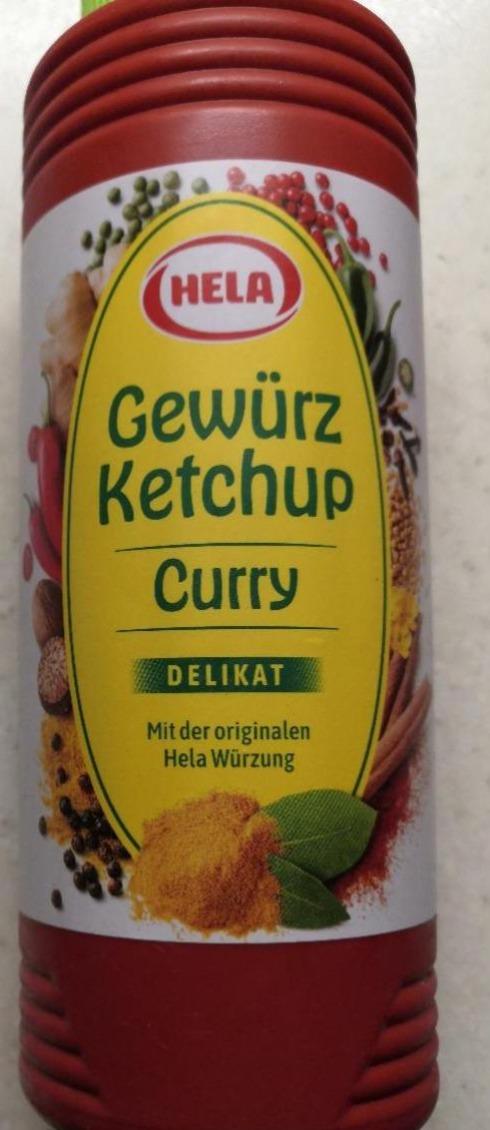 HELA
Gewürz
Ketchup
Curry
DELIKAT
Mit der originalen
Hela Würzung